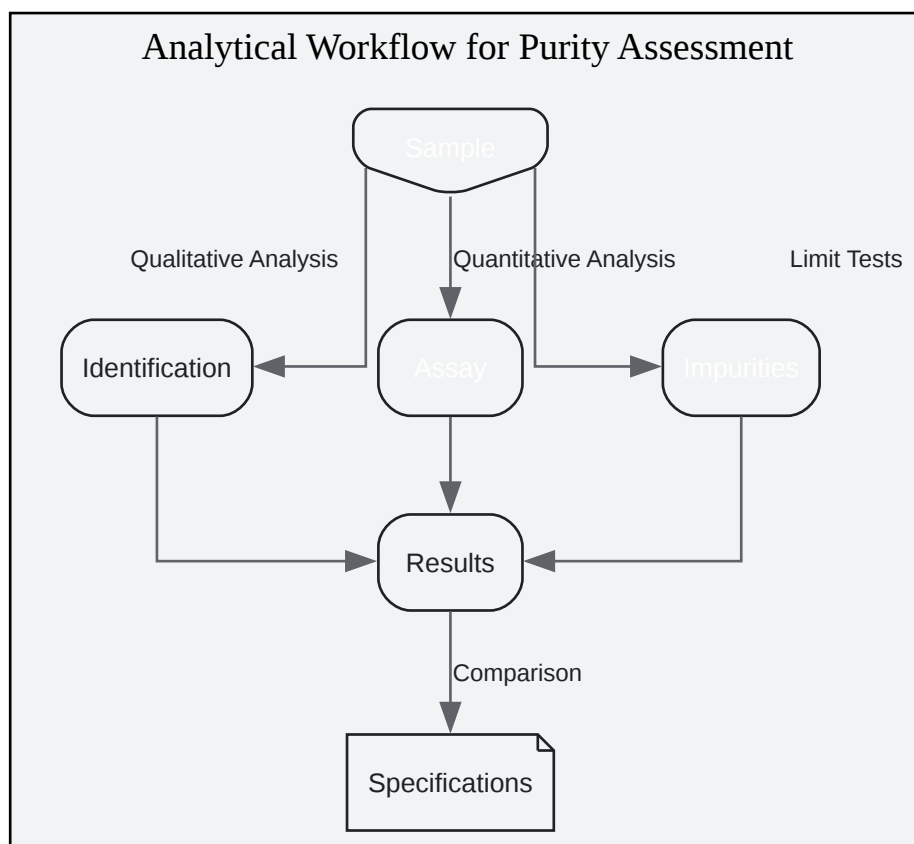 Analytical Workflow for Purity Assessment
Sample
Qualitative Analysis
Quantitative Analysis
Limit Tests
Identification
Assay
Impurities
Results
Comparison
Specifications